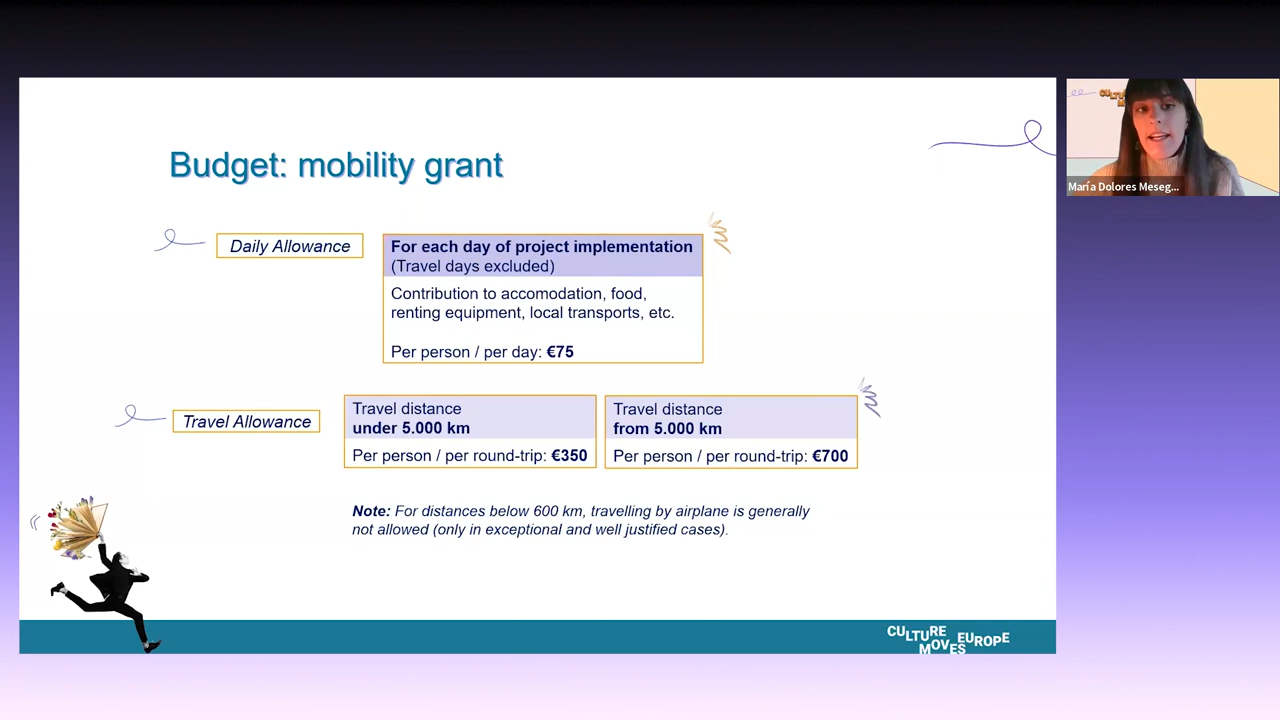 Budget: mobility grant
Daily Allowance
For each day of project implementation
(Travel days excluded)
Contribution to accomodation, food,
renting equipment, local transports, etc.
Per person / per day: €75
Travel Allowance
Travel distance
under 5.000 km
Per person / per round-trip: €350
Travel distance
from 5.000 km
Per person / per round-trip: €700
Note: For distances below 600 km, travelling by airplane is generally
not allowed (only in exceptional and well justified cases).
CULTURE
MOVES EUROPE
María Dolores Meseg...